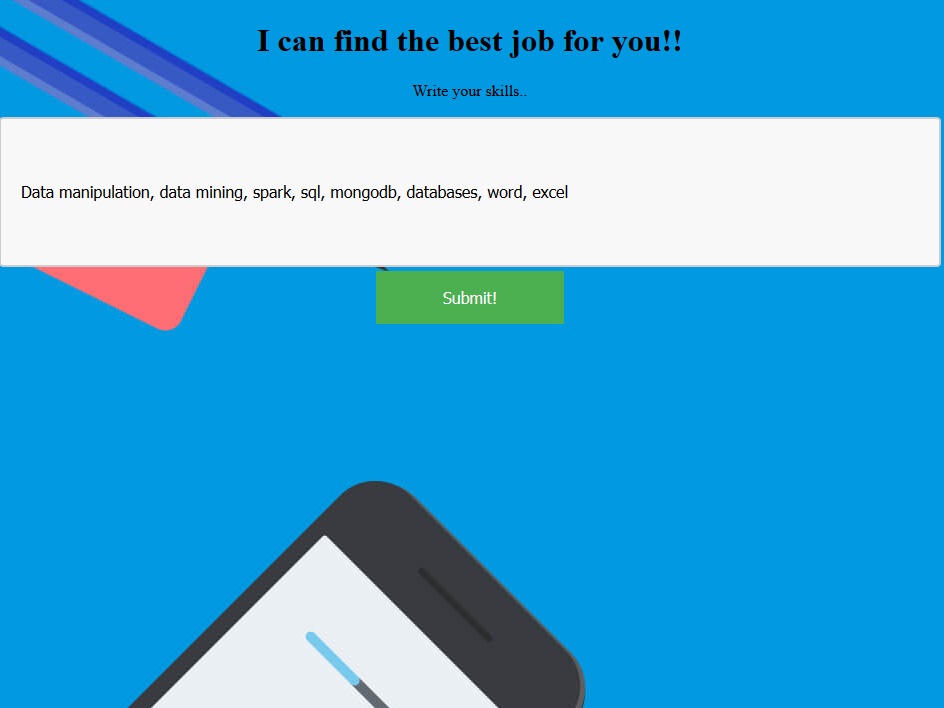 I can find the best job for you!!
Write your skills..
Data manipulation, data mining, spark, sql, mongodb, databases, word, excel
Submit!